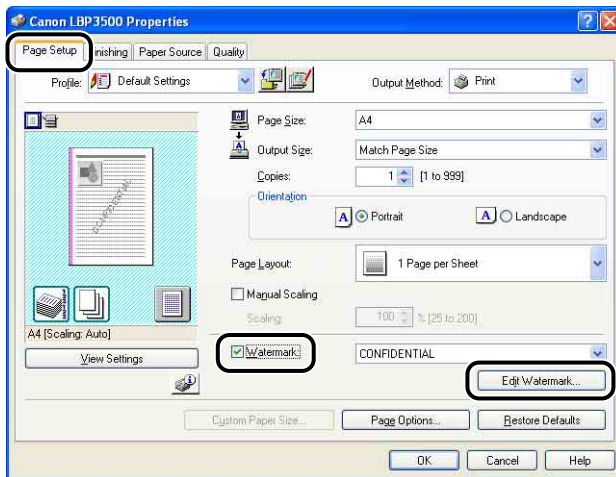 Canon LBP3500 Properties
Page Setup Finishing Paper Source Quality
Profile: Default Settings Output Method: Print
Page Size: A4
Output Size: Match Page Size
Copies: 1 [1 to 999]
Orientation
A Portrait A Landscape
Page Layout: 1 Page per Sheet
Manual Scaling
Scaling: 100 % [25 to 200]
CONFIDENTIAL
A4 [Scaling: Auto]
Watermark: CONFIDENTIAL
View Settings
Edit Watermark...
Custom Paper Size... Page Options... Restore Defaults
OK Cancel Help